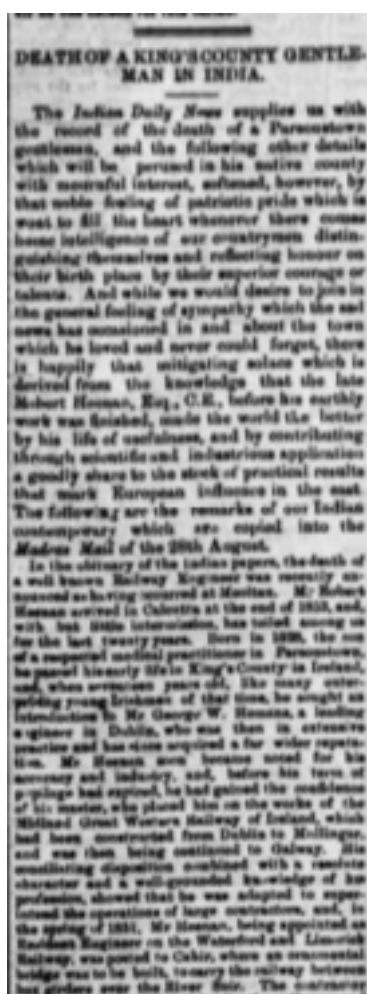 DEATH OF A KING'S COUNTY GENTLE-
MAN IN INDIA.
The Indian Daily News supplies us with
the record of the death of a Parsonstown
gentleman, and the following other details
which will be perused in his native county
with mournful interest, softened, however, by
that noble feeling of patriotic pride which is
wont to fill the heart whenever there comes
home intelligence of our countrymen distin-
guishing themselves and reflecting honour on
their birth place by their superior courage or
talents. And while we would desire to join in
the general feeling of sympathy which the sad
news has occasioned in and about the town
which he loved and never could forget, there
is happily that mitigating solace which is
derived from the knowledge that the late
Robert Heenan, Esq., C.E., before his earthly
work was finished, made the world the better
by his life of usefulness, and by contributing
through scientific and industrious application
a goodly share to the stock of practical results
that mark European influence in the east.
The following are the remarks of our Indian
contemporary which are copied into the
Madras Mail of the 28th August.
In the obituary of the Indian papers, the death of
a well known Railway Engineer was recently an-
nounced as having occurred at Mooltan. Mr Robert
Heenan arrived in Calcutta at the end of 1853, and,
with but little intermission, has toiled among us
for the last twenty years. Born in the son
of a respected medical practitioner in Parsonstown,
he passed his early life in King's County in Ireland,
and, when seventeen years old, like many enter-
prising young Irishmen of the time, he sought an
introduction to Mr George W. Hemans, a leading
engineer in Dublin, who was then in extensive
practice and has since acquired a far wider reputa-
tion. Mr Heenan soon became noted for his
accuracy and industry, and, before his term of
pupilage had expired, he had gained the confidence
of his master, who placed him on the works of the
Midland Great Western Railway of Ireland, which
had been constructed from Dublin to Mullingar,
and was then being continued to Galway. His
conciliating disposition combined with a resolute
character and a well-grounded knowledge of his
profession, showed that he was adapted to super-
intend the operations of large contractors, and, in
the spring of 1851, Mr Heenan, being appointed as
Resident Engineer on the Waterford and Limerick
Railway, was posted to Cahir, where an ornamental
bridge was to be built, to carry the railway between
box girders over the River Suir. The contractor